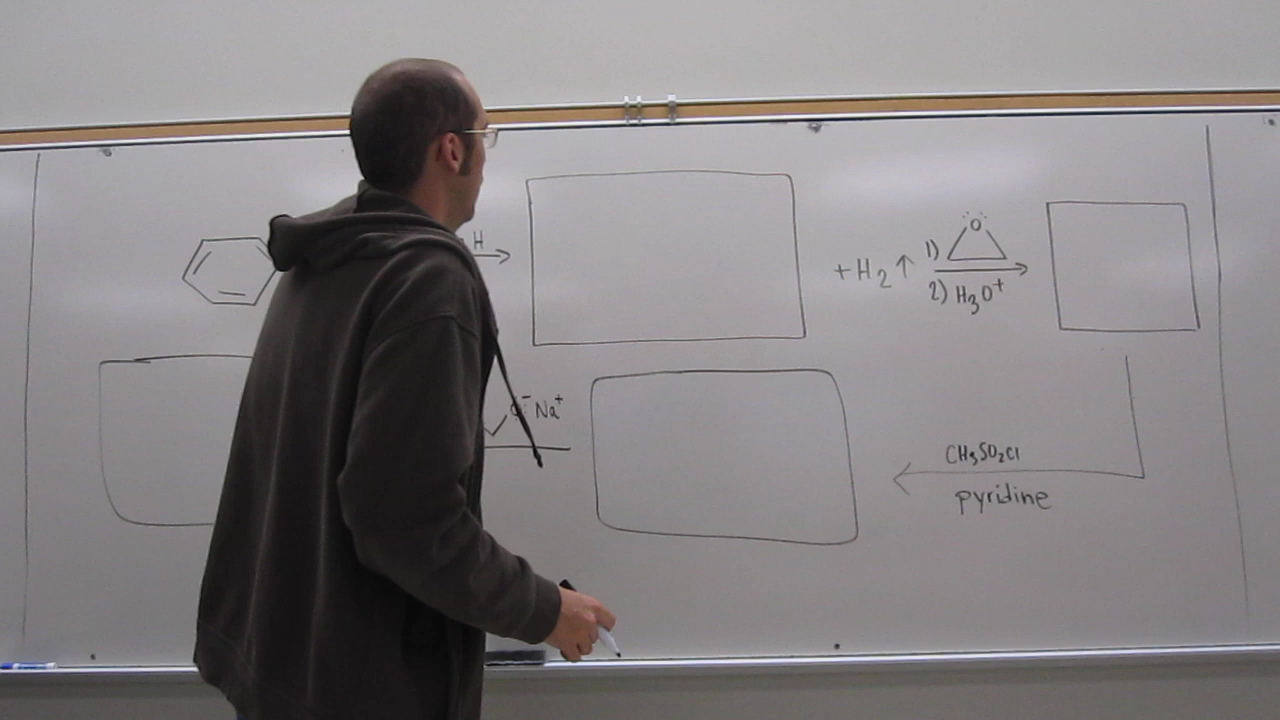 H
+ H₂ ↑
1) :O:
2) H₃O⁺
O⁻ Na⁺
CH₃SO₂Cl
pyridine